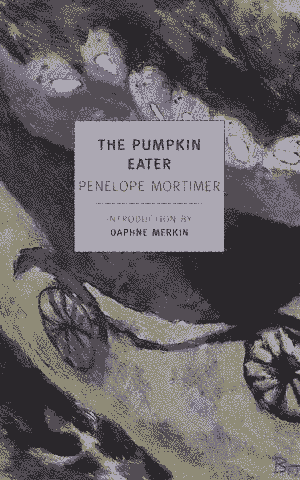 THE PUMPKIN
EATER
PENELOPE MORTIMER
INTRODUCTION BY
DAPHNE MERKIN